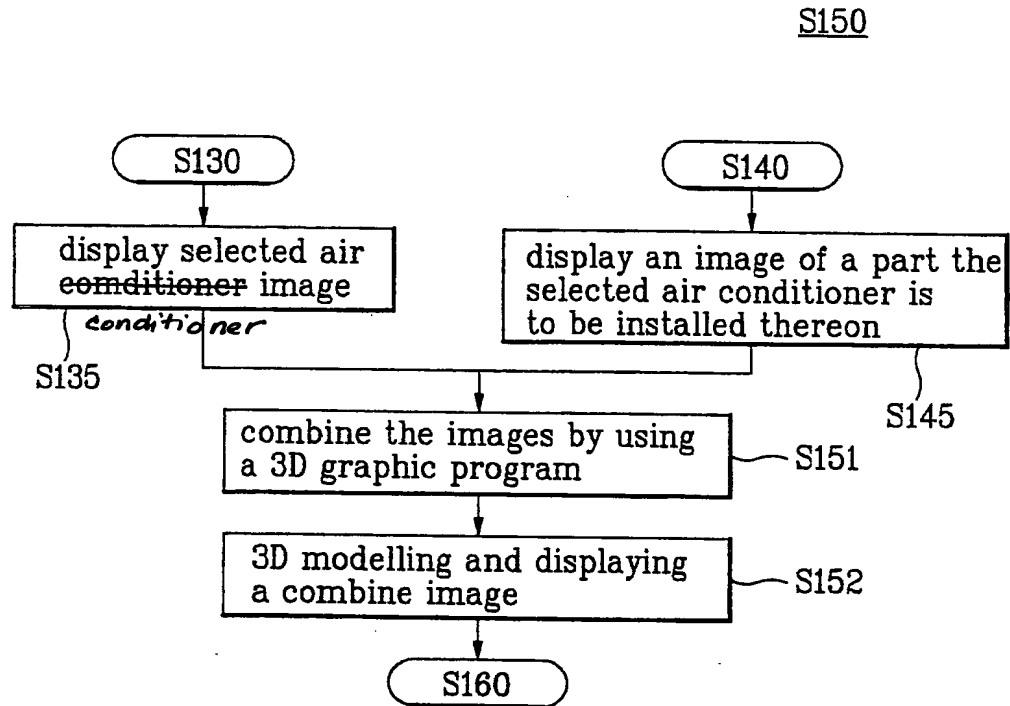 S150
S130
display selected air
comditioner image
conditioner
S135
S140
display an image of a part the
selected air conditioner is
to be installed thereon
S145
combine the images by using
a 3D graphic program
S151
3D modelling and displaying
a combine image
S152
S160